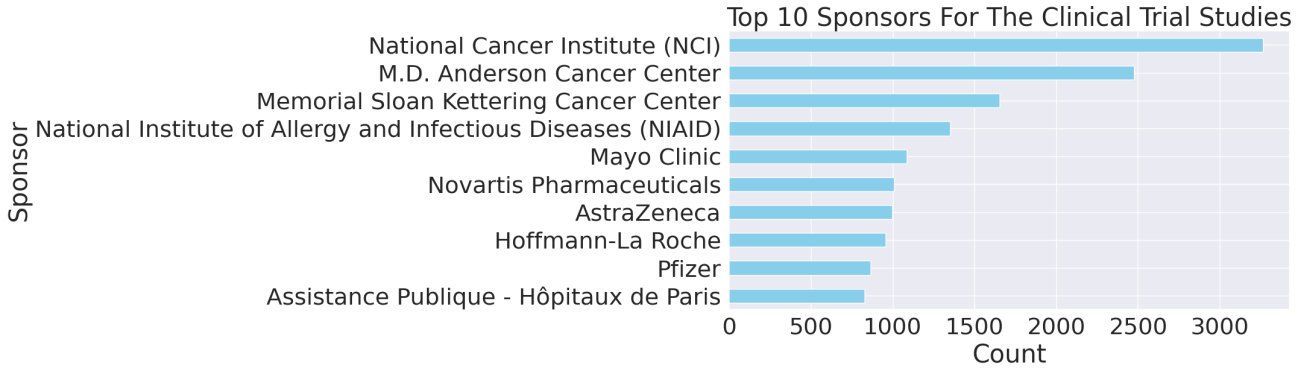 Top 10 Sponsors For The Clinical Trial Studies
National Cancer Institute (NCI)
M.D. Anderson Cancer Center
Memorial Sloan Kettering Cancer Center
National Institute of Allergy and Infectious Diseases (NIAID)
Mayo Clinic
Novartis Pharmaceuticals
AstraZeneca
Hoffmann-La Roche
Pfizer
Assistance Publique - Hôpitaux de Paris
Sponsor
0 500 1000 1500 2000 2500 3000
Count